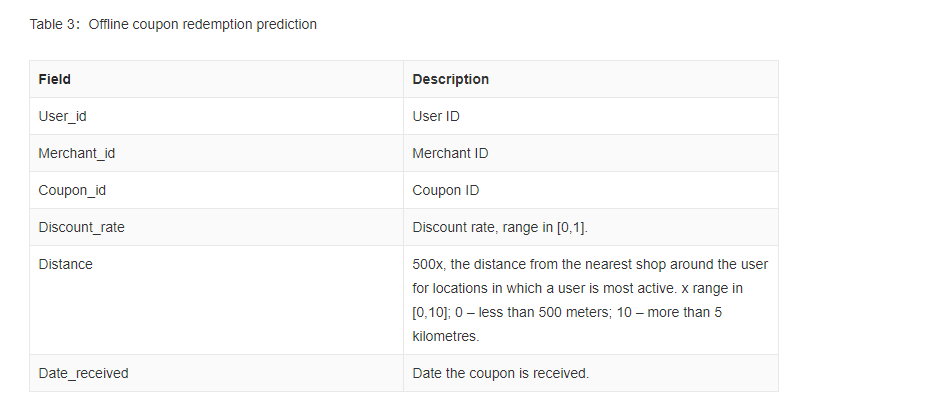 Table 3：Offline coupon redemption prediction
Field Description
User_id User ID
Merchant_id Merchant ID
Coupon_id Coupon ID
Discount_rate Discount rate, range in [0,1].
Distance 500x, the distance from the nearest shop around the user
for locations in which a user is most active. x range in
[0,10]; 0 – less than 500 meters; 10 – more than 5
kilometres.
Date_received Date the coupon is received.